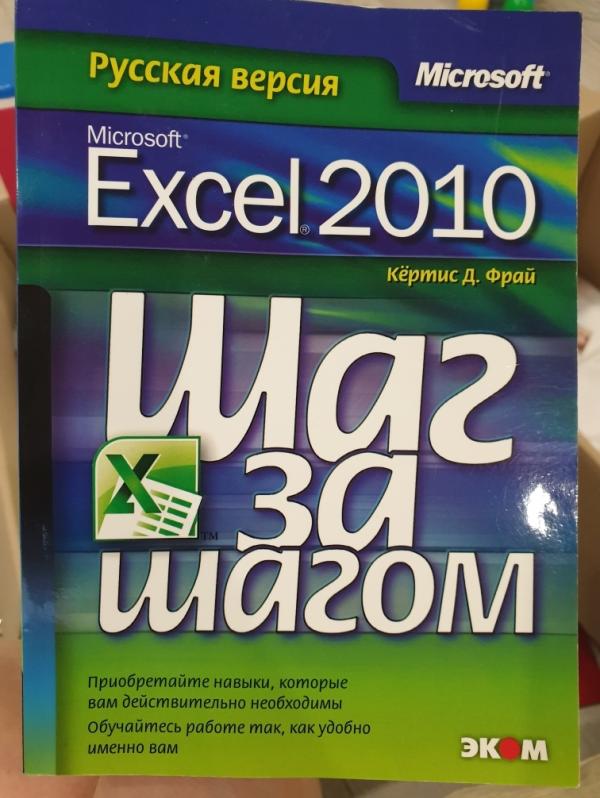 Русская версия
Microsoft®
Microsoft®
Excel® 2010
Кёртис Д. Фрай
Шаг
за
шагом
TM
Приобретайте навыки, которые
вам действительно необходимы
Обучайтесь работе так, как удобно
именно вам
ЭКОМ